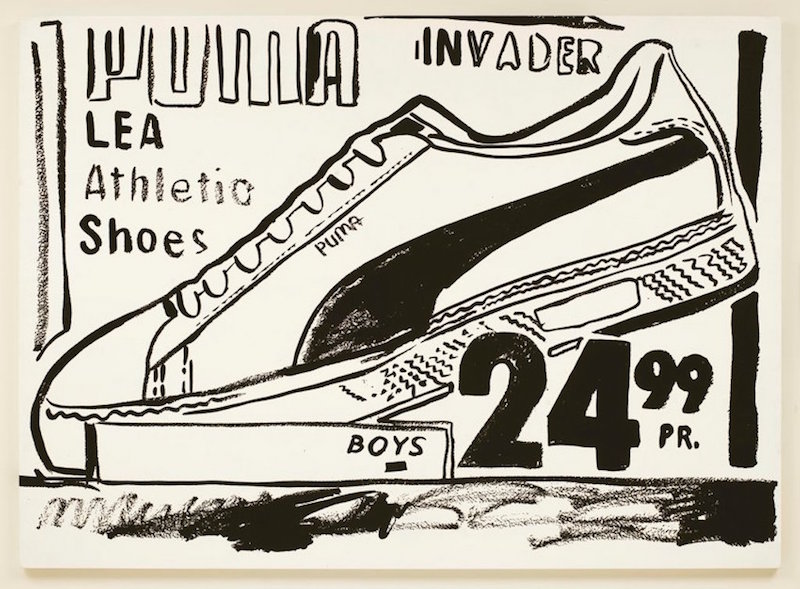 PUMA
INVADER
LEA
Athletic
Shoes
PUMA
BOYS
24 99
PR.